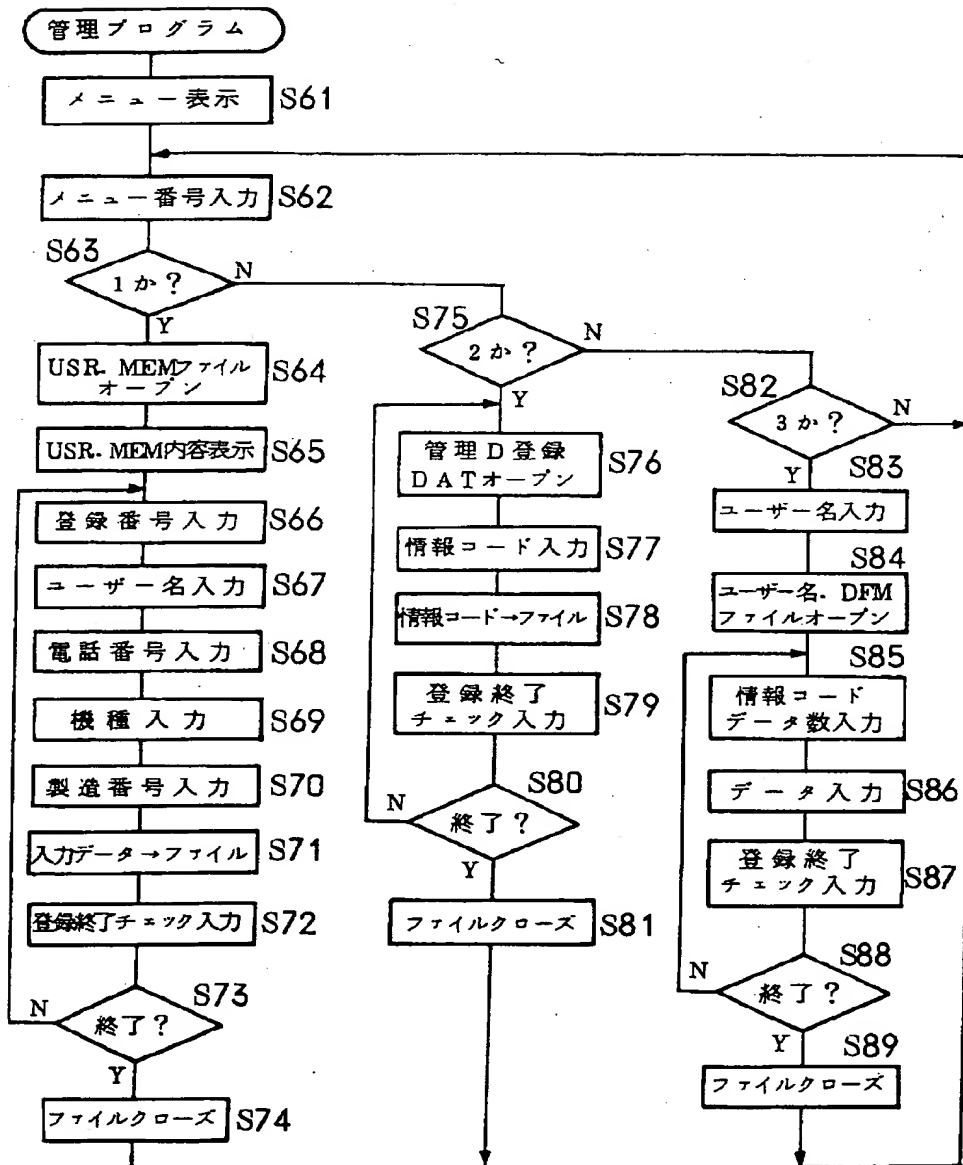 管理プログラム
メニュー表示 S61
メニュー番号入力 S62
S63
1か？
N
Y
USR.MEMファイル
オープン
S64
USR.MEM内容表示 S65
登録番号入力 S66
ユーザー名入力 S67
電話番号入力 S68
機種入力 S69
製造番号入力 S70
入力データ→ファイル S71
登録終了チェック入力 S72
S73
終了？
N
Y
ファイルクローズ S74
S75
2か？
N
Y
管理D登録
DATオープン
S76
情報コード入力 S77
情報コード→ファイル S78
登録終了
チェック入力
S79
S80
終了？
N
Y
ファイルクローズ S81
S82
3か？
N
Y
S83
ユーザー名入力
S84
ユーザー名.DFM
ファイルオープン
S85
情報コード
データ数入力
データ入力 S86
登録終了
チェック入力
S87
S88
終了？
N
Y
S89
ファイルクローズ